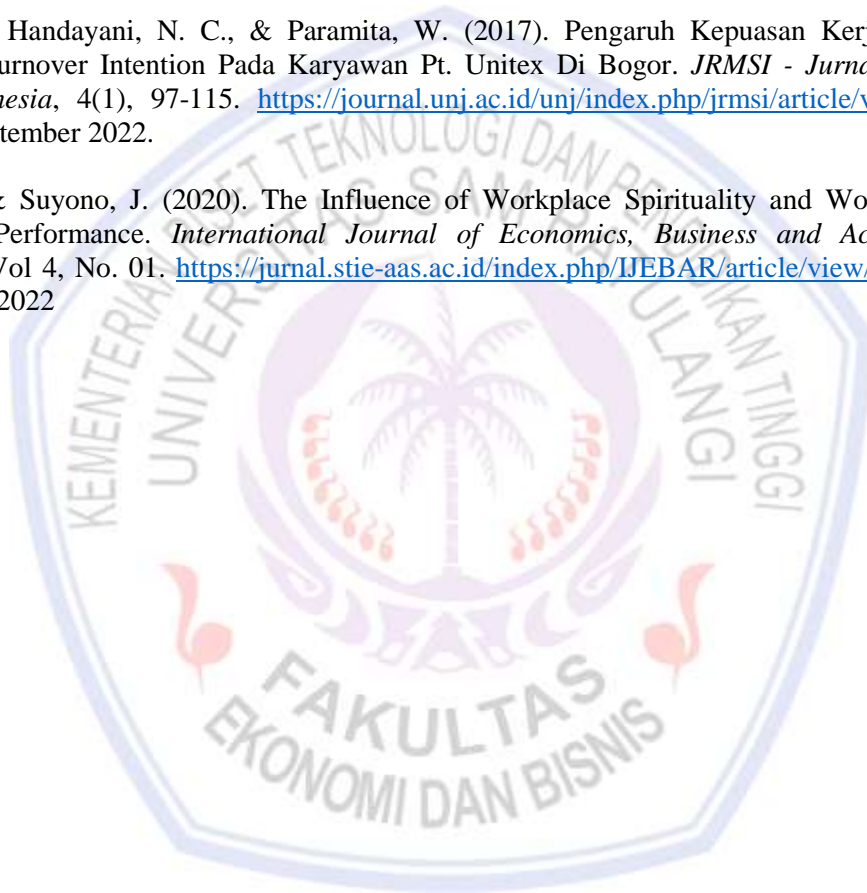 Handayani, N. C., & Paramita, W. (2017). Pengaruh Kepuasan Kerj
urnover Intention Pada Karyawan Pt. Unitex Di Bogor. JRMSI - Jurna
nesia, 4(1), 97-115. https://journal.unj.ac.id/unj/index.php/jrmsi/article/v
tember 2022.
& Suyono, J. (2020). The Influence of Workplace Spirituality and Wo
Performance. International Journal of Economics, Business and Ac
Vol 4, No. 01. https://jurnal.stie-aas.ac.id/index.php/IJEBAR/article/view/
2022
KEMENTERIAN RISET TEKNOLOGI DAN PENDIDIKAN TINGGI
UNIVERSITAS SAM RATULANGI
FAKULTAS
EKONOMI DAN BISNIS